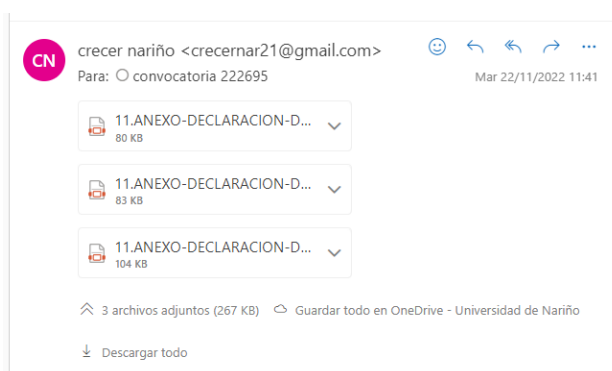 CN
crecer nariño <crecernar21@gmail.com>
Para: convocatoria 222695
Mar 22/11/2022 11:41
11.ANEXO-DECLARACION-D...
80 KB
11.ANEXO-DECLARACION-D...
83 KB
11.ANEXO-DECLARACION-D...
104 KB
3 archivos adjuntos (267 KB) Guardar todo en OneDrive - Universidad de Nariño
Descargar todo